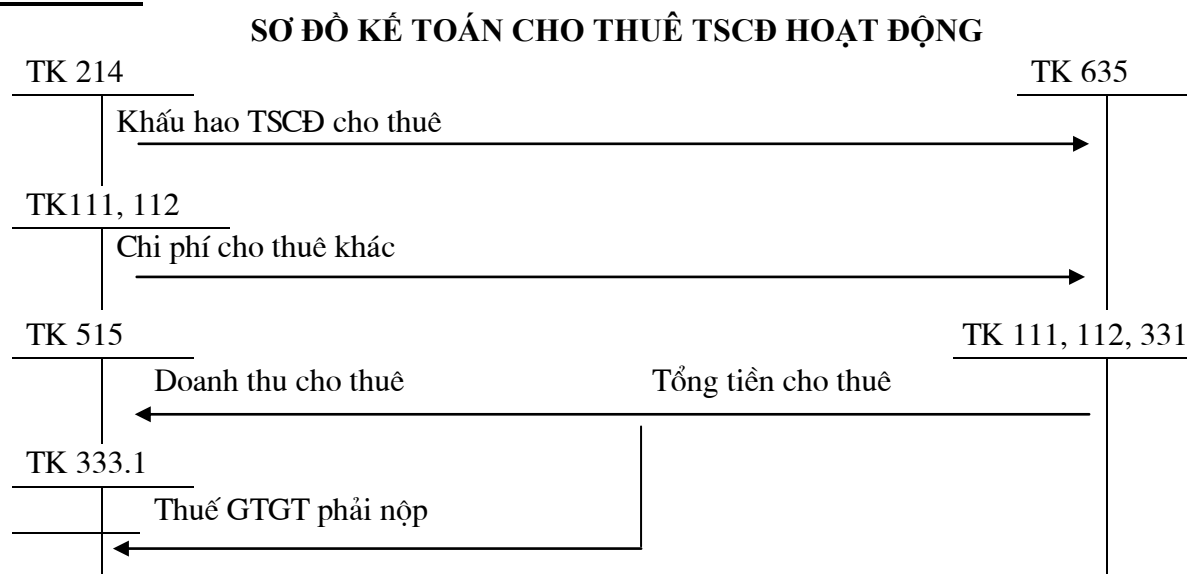 SƠ ĐỒ KẾ TOÁN CHO THUÊ TSCĐ HOẠT ĐỘNG
TK 214 TK 635
Khấu hao TSCĐ cho thuê
TK111, 112
Chi phí cho thuê khác
TK 515 TK 111, 112, 331
Doanh thu cho thuê Tổng tiền cho thuê
TK 333.1
Thuế GTGT phải nộp